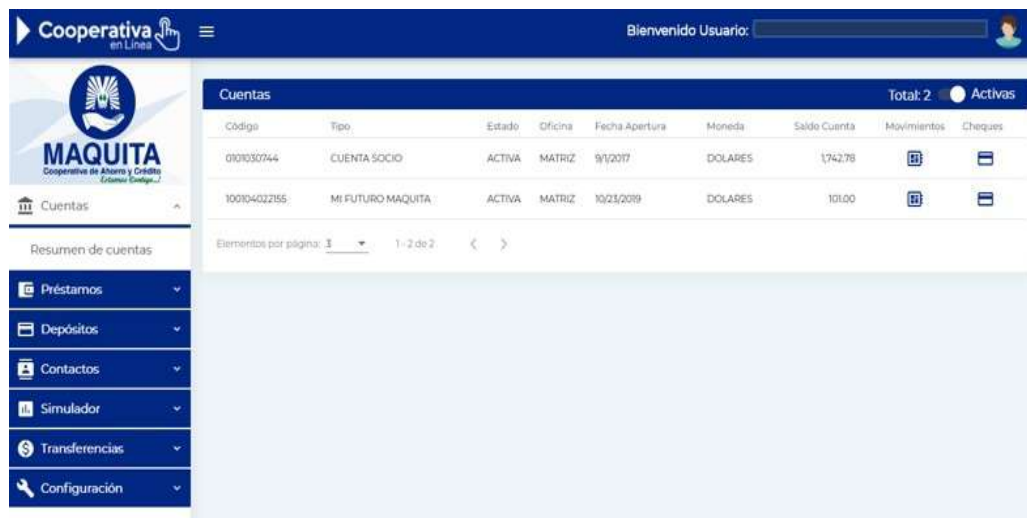 Cooperativa
en Línea
Bienvenido Usuario:
MAQUITA
Cooperativa de Ahorro y Crédito
Estamos Contigo...!
Cuentas
Resumen de cuentas
Préstamos
Depósitos
Contactos
Simulador
Transferencias
Configuración
Cuentas Total: 2 Activas
Código Tipo Estado Oficina Fecha Apertura Moneda Saldo Cuenta Movimientos Cheques
0101030744 CUENTA SOCIO ACTIVA MATRIZ 9/1/2017 DOLARES 1,742.78
100104022155 MI FUTURO MAQUITA ACTIVA MATRIZ 10/23/2019 DOLARES 101.00
Elementos por página: 3 1 - 2 de 2